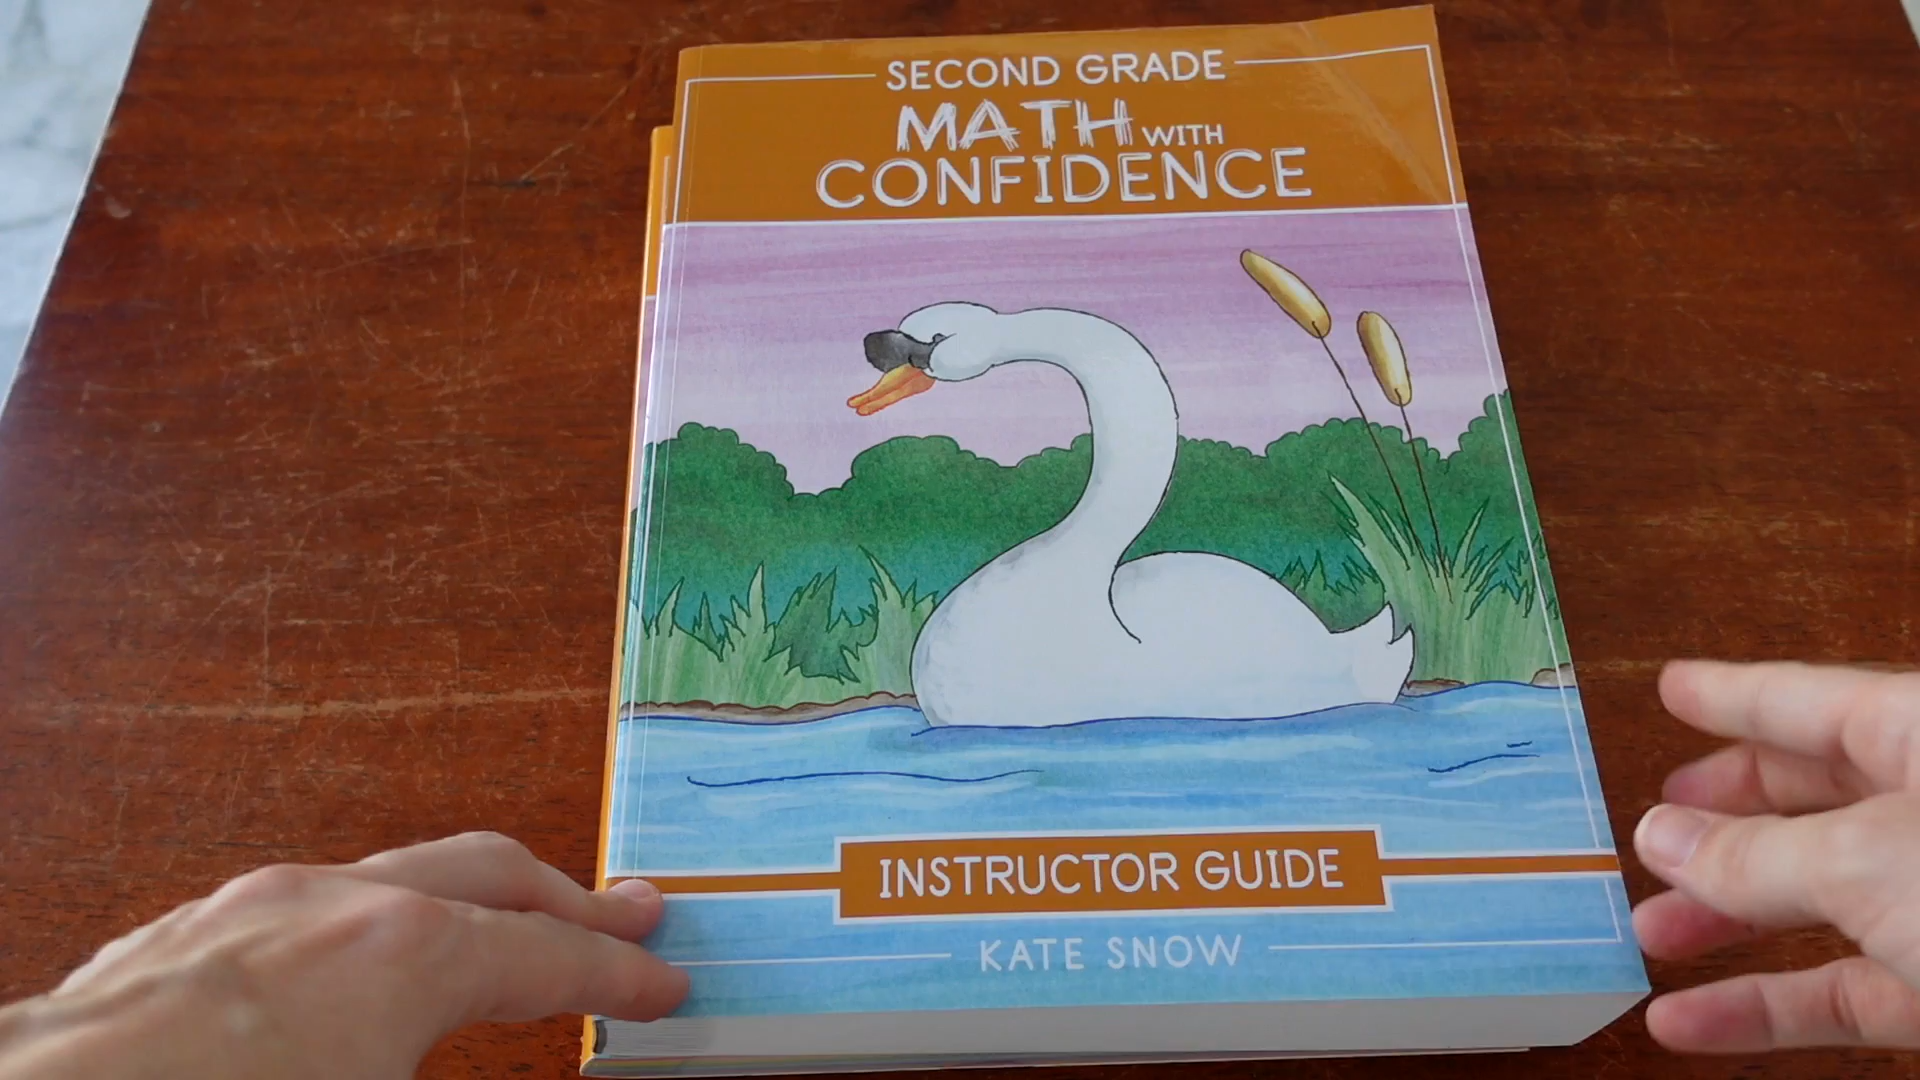 SECOND GRADE
MATH WITH
CONFIDENCE
INSTRUCTOR GUIDE
KATE SNOW